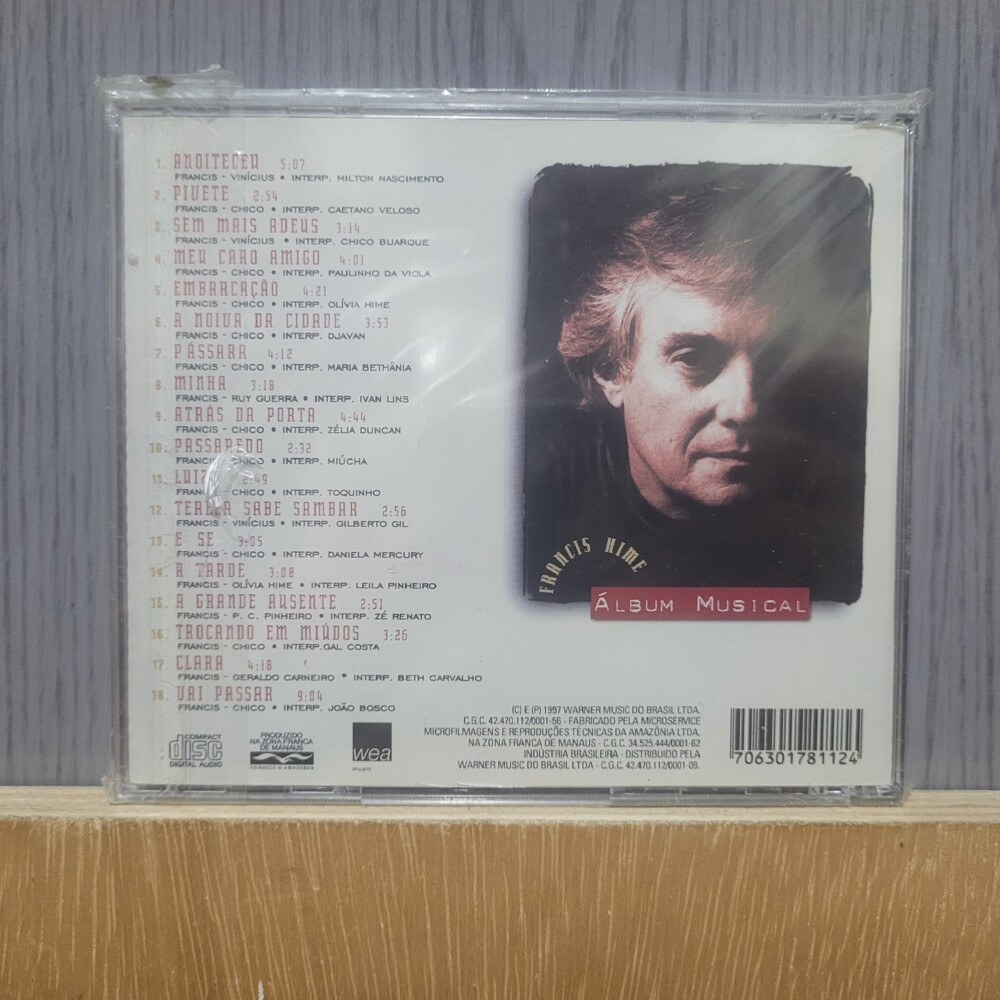 1. ANOITECEU 5:07
FRANCIS - VINÍCIUS • INTERP. MILTON NASCIMENTO
2. PIVETE 2:54
FRANCIS - CHICO • INTERP. CAETANO VELOSO
3. SEM MAIS ADEUS 3:14
FRANCIS - VINÍCIUS • INTERP. CHICO BUARQUE
4. MEU CARO AMIGO 4:01
FRANCIS - CHICO • INTERP. PAULINHO DA VIOLA
5. EMBARCAÇÃO 4:21
FRANCIS - CHICO • INTERP. OLÍVIA HIME
6. A NOIVA DA CIDADE 3:53
FRANCIS - CHICO • INTERP. DJAVAN
7. PÁSSARA 4:12
FRANCIS - CHICO • INTERP. MARIA BETHÂNIA
8. MINHA 3:18
FRANCIS - RUY GUERRA • INTERP. IVAN LINS
9. ATRÁS DA PORTA 4:44
FRANCIS - CHICO • INTERP. ZÉLIA DUNCAN
10. PASSAREDO 2:32
FRANCIS - CHICO • INTERP. MIÚCHA
11. 2:49
FRANCIS - CHICO • INTERP. TOQUINHO
12. TEREZA SABE SAMBAR 2:56
FRANCIS - VINÍCIUS • INTERP. GILBERTO GIL
13. E SE 3:05
FRANCIS - CHICO • INTERP. DANIELA MERCURY
14. A TARDE 3:08
FRANCIS - OLÍVIA HIME • INTERP. LEILA PINHEIRO
15. A GRANDE AUSENTE 2:51
FRANCIS - P. C. PINHEIRO • INTERP. ZÉ RENATO
16. TROCANDO EM MIÚDOS 3:26
FRANCIS - CHICO • INTERP.GAL COSTA
17. CLARA 4:18
FRANCIS - GERALDO CARNEIRO • INTERP. BETH CARVALHO
18. VAI PASSAR 9:04
FRANCIS - CHICO • INTERP. JOÃO BOSCO
FRANCIS HIME
ÁLBUM MUSICAL
COMPACT
disc
DIGITAL AUDIO
PRODUZIDO
NA ZONA FRANCA
DE MANAUS
CONHEÇA O AMAZONAS
wea
music
(C) E (P) 1997 WARNER MUSIC DO BRASIL LTDA.
C.G.C. 42.470.112/0001-56 - FABRICADO PELA MICROSERVICE
MICROFILMAGENS E REPRODUÇÕES TÉCNICAS DA AMAZÔNIA LTDA.
NA ZONA FRANCA DE MANAUS - C.G.C. 34.525.444/0001-62
INDÚSTRIA BRASILEIRA - DISTRIBUÍDO PELA
WARNER MUSIC DO BRASIL LTDA - C.G.C. 42.470.112/0001-09.
706301781124